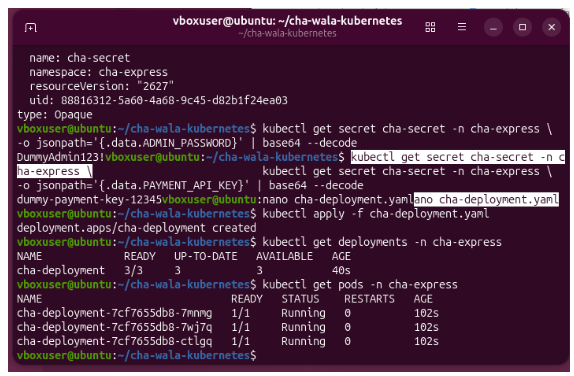 vboxuser@ubuntu: ~/cha-wala-kubernetes
~/cha-wala-kubernetes
name: cha-secret
namespace: cha-express
resourceVersion: "2627"
uid: 88816312-5a60-4a68-9c45-d82b1f24ea03
type: Opaque
vboxuser@ubuntu:~/cha-wala-kubernetes$ kubectl get secret cha-secret -n cha-express \
-o jsonpath='{.data.ADMIN_PASSWORD}' | base64 --decode
DummyAdmin123!vboxuser@ubuntu:~/cha-wala-kubernetes$ kubectl get secret cha-secret -n c
ha-express \ kubectl get secret cha-secret -n cha-express \
-o jsonpath='{.data.PAYMENT_API_KEY}' | base64 --decode
dummy-payment-key-12345vboxuser@ubuntu:nano cha-deployment.yamlano cha-deployment.yaml
vboxuser@ubuntu:~/cha-wala-kubernetes$ kubectl apply -f cha-deployment.yaml
deployment.apps/cha-deployment created
vboxuser@ubuntu:~/cha-wala-kubernetes$ kubectl get deployments -n cha-express
NAME READY UP-TO-DATE AVAILABLE AGE
cha-deployment 3/3 3 3 40s
vboxuser@ubuntu:~/cha-wala-kubernetes$ kubectl get pods -n cha-express
NAME READY STATUS RESTARTS AGE
cha-deployment-7cf7655db8-7mnmg 1/1 Running 0 102s
cha-deployment-7cf7655db8-7wj7q 1/1 Running 0 102s
cha-deployment-7cf7655db8-ctlgq 1/1 Running 0 102s
vboxuser@ubuntu:~/cha-wala-kubernetes$